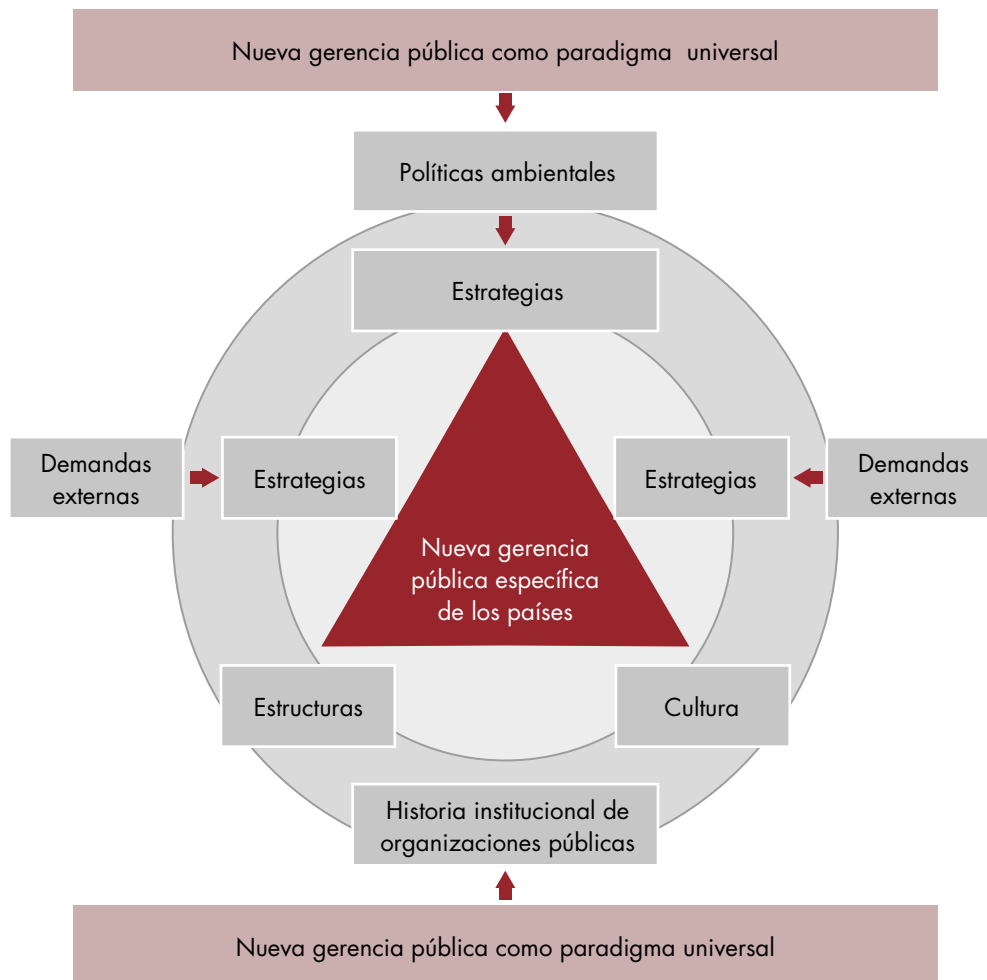 Nueva gerencia pública como paradigma universal
Políticas ambientales
Estrategias
Demandas
externas
Estrategias
Estrategias
Demandas
externas
Nueva gerencia
pública específica
de los países
Estructuras
Cultura
Historia institucional de
organizaciones públicas
Nueva gerencia pública como paradigma universal